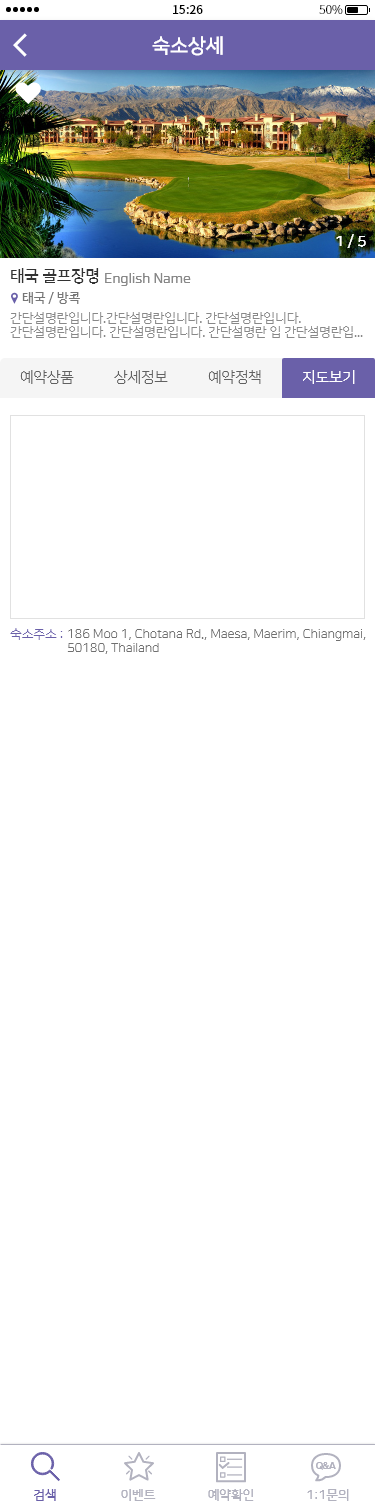 15:26
50%
숙소상세
1 / 5
태국 골프장명 English Name
태국 / 방콕
간단설명란입니다.간단설명란입니다. 간단설명란입니다.
간단설명란입니다. 간단설명란입니다. 간단설명란 입 간단설명란입...
예약상품 상세정보 예약정책 지도보기
숙소주소 : 186 Moo 1, Chotana Rd., Maesa, Maerim, Chiangmai,
50180, Thailand
Q&A
검색 이벤트 예약확인 1:1문의